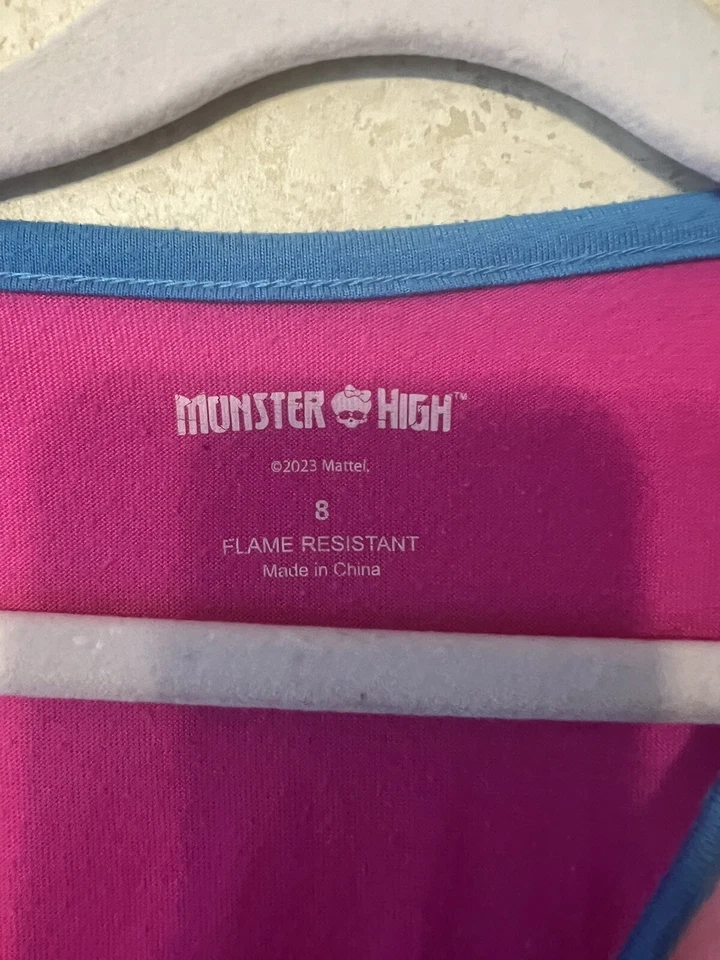 MONSTER HIGH™
©2023 Mattel.
8
FLAME RESISTANT
Made in China